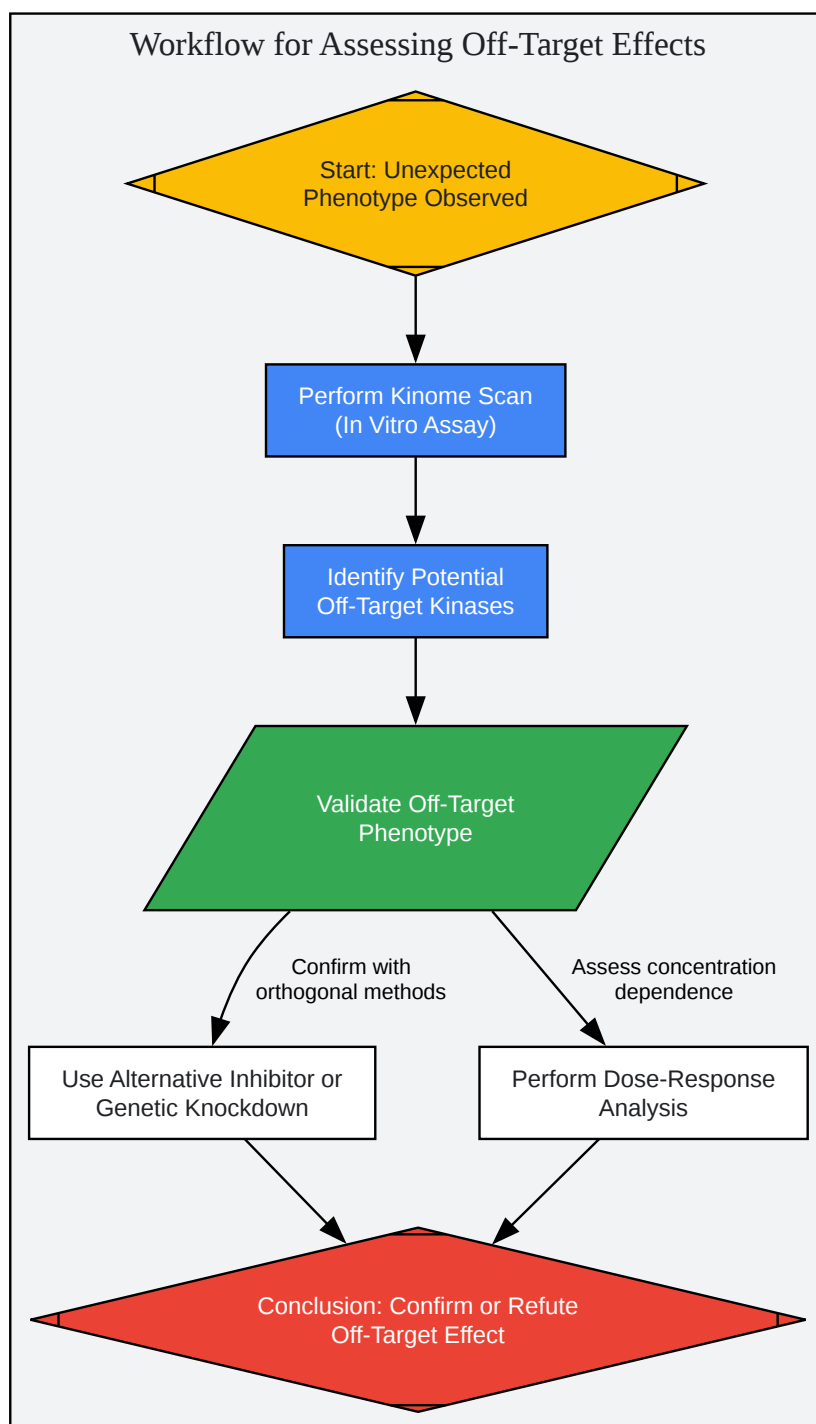 Workflow for Assessing Off-Target Effects
Start: Unexpected
Phenotype Observed
Perform Kinome Scan
(In Vitro Assay)
Identify Potential
Off-Target Kinases
Validate Off-Target
Phenotype
Confirm with
orthogonal methods
Assess concentration
dependence
Use Alternative Inhibitor or
Genetic Knockdown
Perform Dose-Response
Analysis
Conclusion: Confirm or Refute
Off-Target Effect